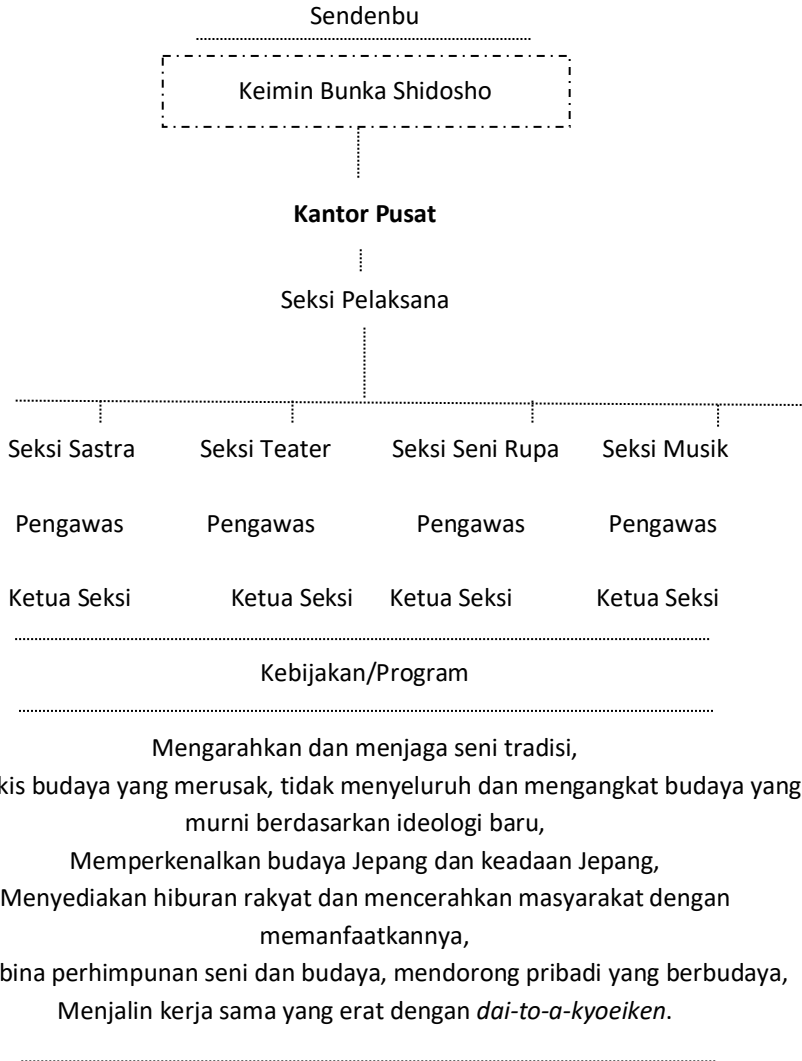 Sendenbu
Keimin Bunka Shidosho
Kantor Pusat
Seksi Pelaksana
Seksi Sastra Seksi Teater Seksi Seni Rupa Seksi Musik
Pengawas Pengawas Pengawas Pengawas
Ketua Seksi Ketua Seksi Ketua Seksi Ketua Seksi
Kebijakan/Program
Mengarahkan dan menjaga seni tradisi,
budaya yang merusak, tidak menyeluruh dan mengangkat budaya yang
murni berdasarkan ideologi baru,
Memperkenalkan budaya Jepang dan keadaan Jepang,
Menyediakan hiburan rakyat dan mencerahkan masyarakat dengan
memanfaatkannya,
perhimpunan seni dan budaya, mendorong pribadi yang berbudaya,
Menjalin kerja sama yang erat dengan dai-to-a-kyoeiken.